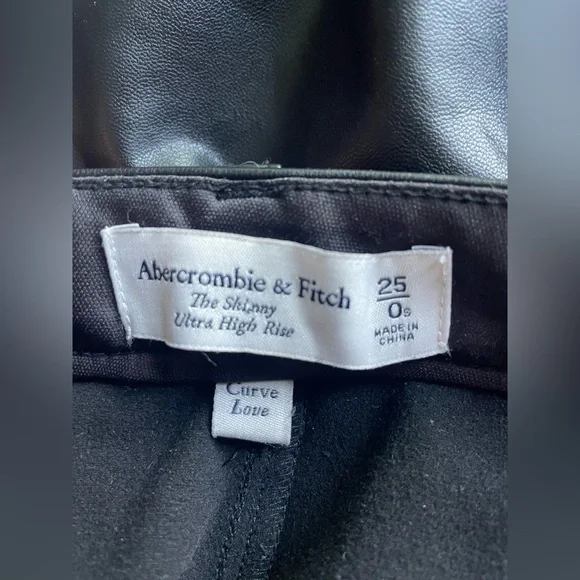 Abercrombie & Fitch
The Skinny
Ultra High Rise
25
0s
MADE IN
CHINA
Curve
Love